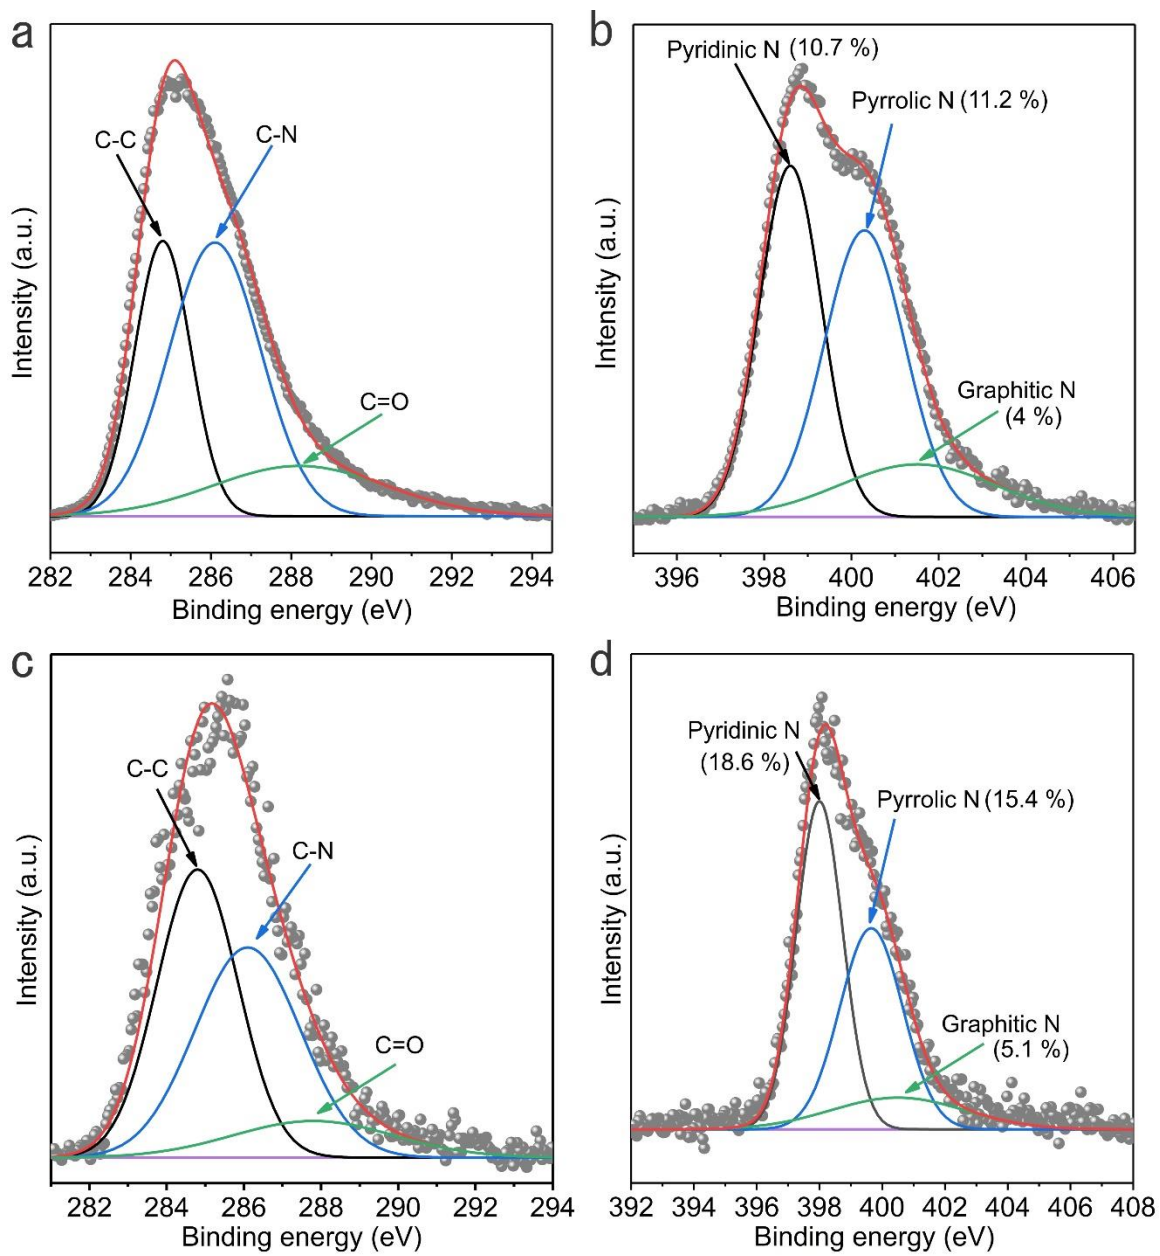 a
C-C
C-N
C=O
Intensity (a.u.)
282 284 286 288 290 292 294
Binding energy (eV)
b
Pyridinic N (10.7 %)
Pyrrolic N (11.2 %)
Graphitic N
(4 %)
Intensity (a.u.)
396 398 400 402 404 406
Binding energy (eV)
c
C-C
C-N
C=O
Intensity (a.u.)
282 284 286 288 290 292 294
Binding energy (eV)
d
Pyridinic N
(18.6 %)
Pyrrolic N (15.4 %)
Graphitic N
(5.1 %)
Intensity (a.u.)
392 394 396 398 400 402 404 406 408
Binding energy (eV)